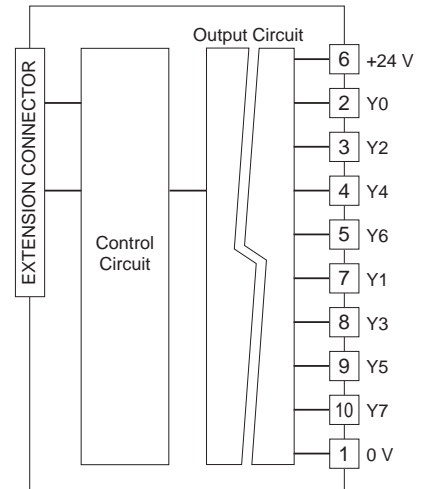 Output Circuit
EXTENSION CONNECTOR
Control
Circuit
6 +24 V
2 Y0
3 Y2
4 Y4
5 Y6
7 Y1
8 Y3
9 Y5
10 Y7
1 0 V